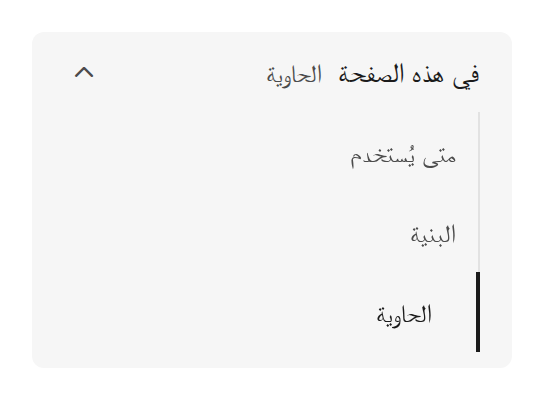 في هذه الصفحة الحاوية
متى يُستخدم
البنية
الحاوية